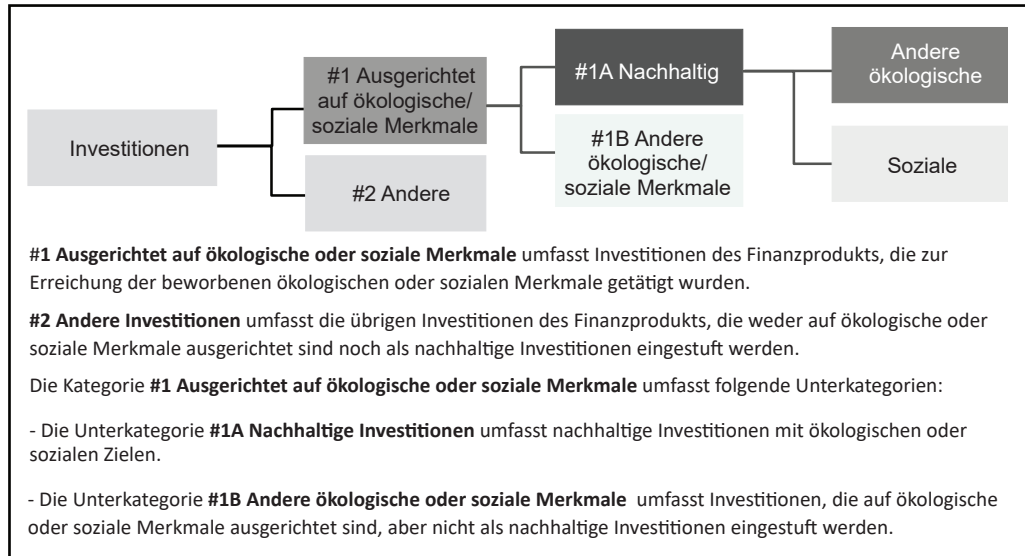 Investitionen
#1 Ausgerichtet
auf ökologische/
soziale Merkmale
#2 Andere
#1A Nachhaltig
#1B Andere
ökologische/
soziale Merkmale
Andere
ökologische
Soziale
#1 Ausgerichtet auf ökologische oder soziale Merkmale umfasst Investitionen des Finanzprodukts, die zur
Erreichung der beworbenen ökologischen oder sozialen Merkmale getätigt wurden.
#2 Andere Investitionen umfasst die übrigen Investitionen des Finanzprodukts, die weder auf ökologische oder
soziale Merkmale ausgerichtet sind noch als nachhaltige Investitionen eingestuft werden.
Die Kategorie #1 Ausgerichtet auf ökologische oder soziale Merkmale umfasst folgende Unterkategorien:
- Die Unterkategorie #1A Nachhaltige Investitionen umfasst nachhaltige Investitionen mit ökologischen oder
sozialen Zielen.
- Die Unterkategorie #1B Andere ökologische oder soziale Merkmale umfasst Investitionen, die auf ökologische
oder soziale Merkmale ausgerichtet sind, aber nicht als nachhaltige Investitionen eingestuft werden.